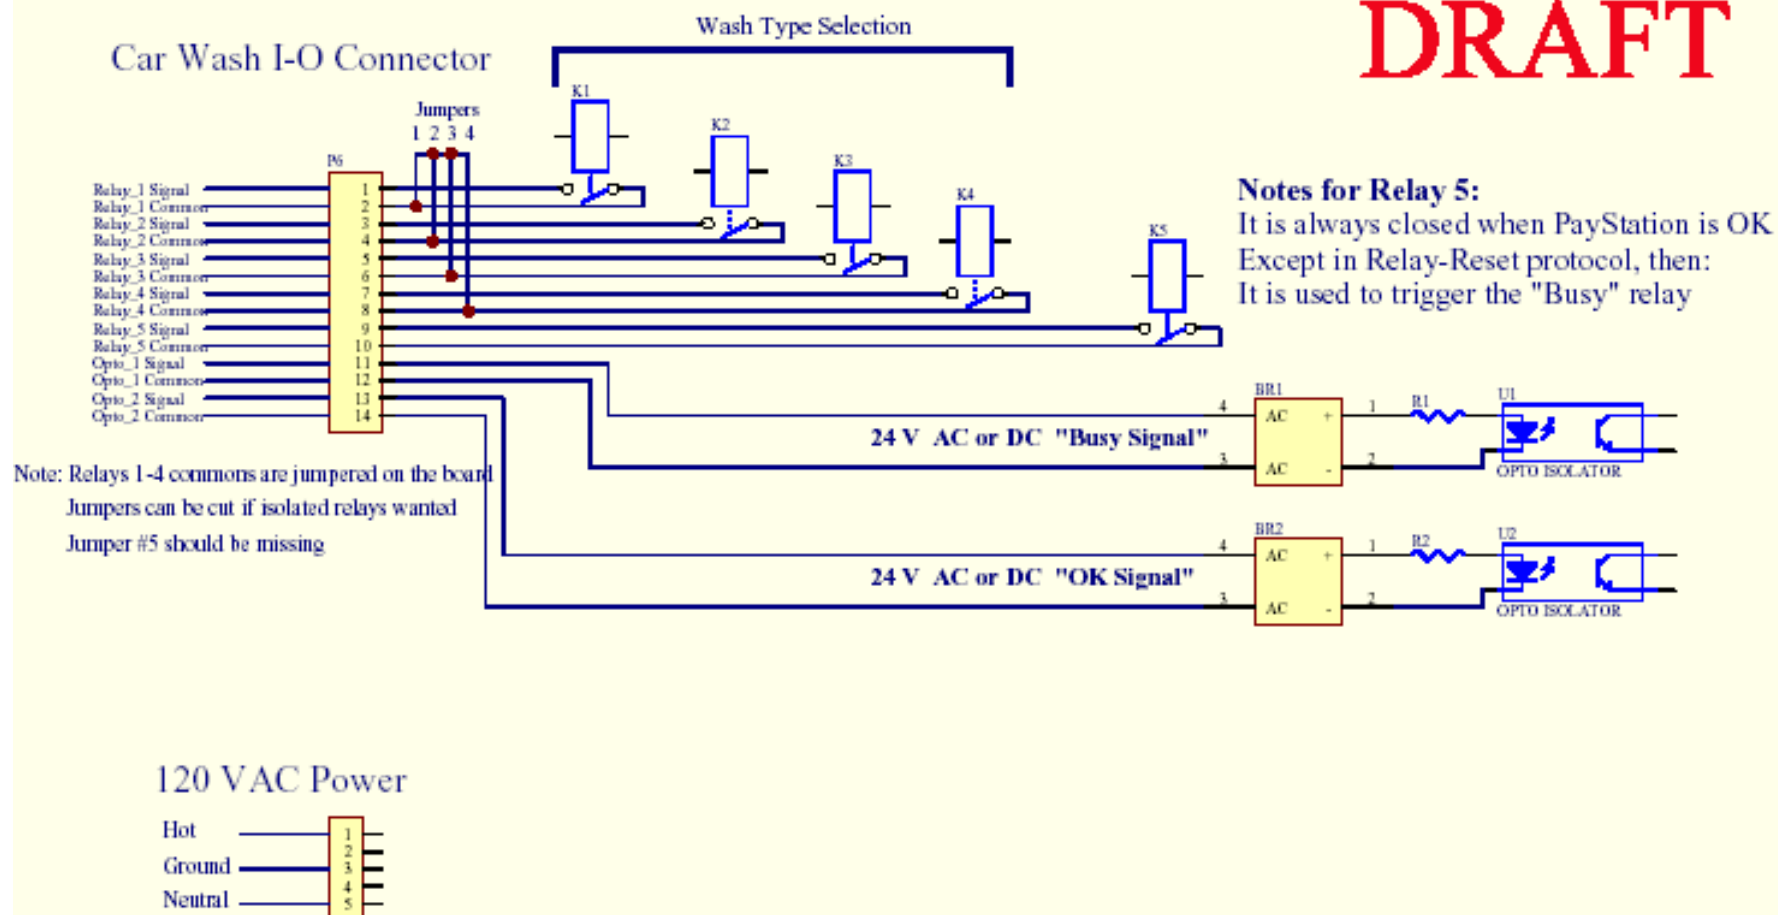 DRAFT
Wash Type Selection
Car Wash I-O Connector
K1
Jumpers
1 2 3 4
K2
P6
K3
K4
K5
Relay_1 Signal 1
Relay_1 Common 2
Relay_2 Signal 3
Relay_2 Common 4
Relay_3 Signal 5
Relay_3 Common 6
Relay_4 Signal 7
Relay_4 Common 8
Relay_5 Signal 9
Relay_5 Common 10
Opto_1 Signal 11
Opto_1 Common 12
Opto_2 Signal 13
Opto_2 Common 14
Notes for Relay 5:
It is always closed when PayStation is OK
Except in Relay-Reset protocol, then:
It is used to trigger the "Busy" relay
BR1
R1
U1
4 AC + 1
24 V AC or DC "Busy Signal"
3 AC - 2
OPTO ISOLATOR
Note: Relays 1-4 commons are jumpered on the board
Jumpers can be cut if isolated relays wanted
Jumper #5 should be missing
BR2
R2
U2
4 AC + 1
24 V AC or DC "OK Signal"
3 AC - 2
OPTO ISOLATOR
120 VAC Power
Hot 1
2
Ground 3
4
Neutral 5